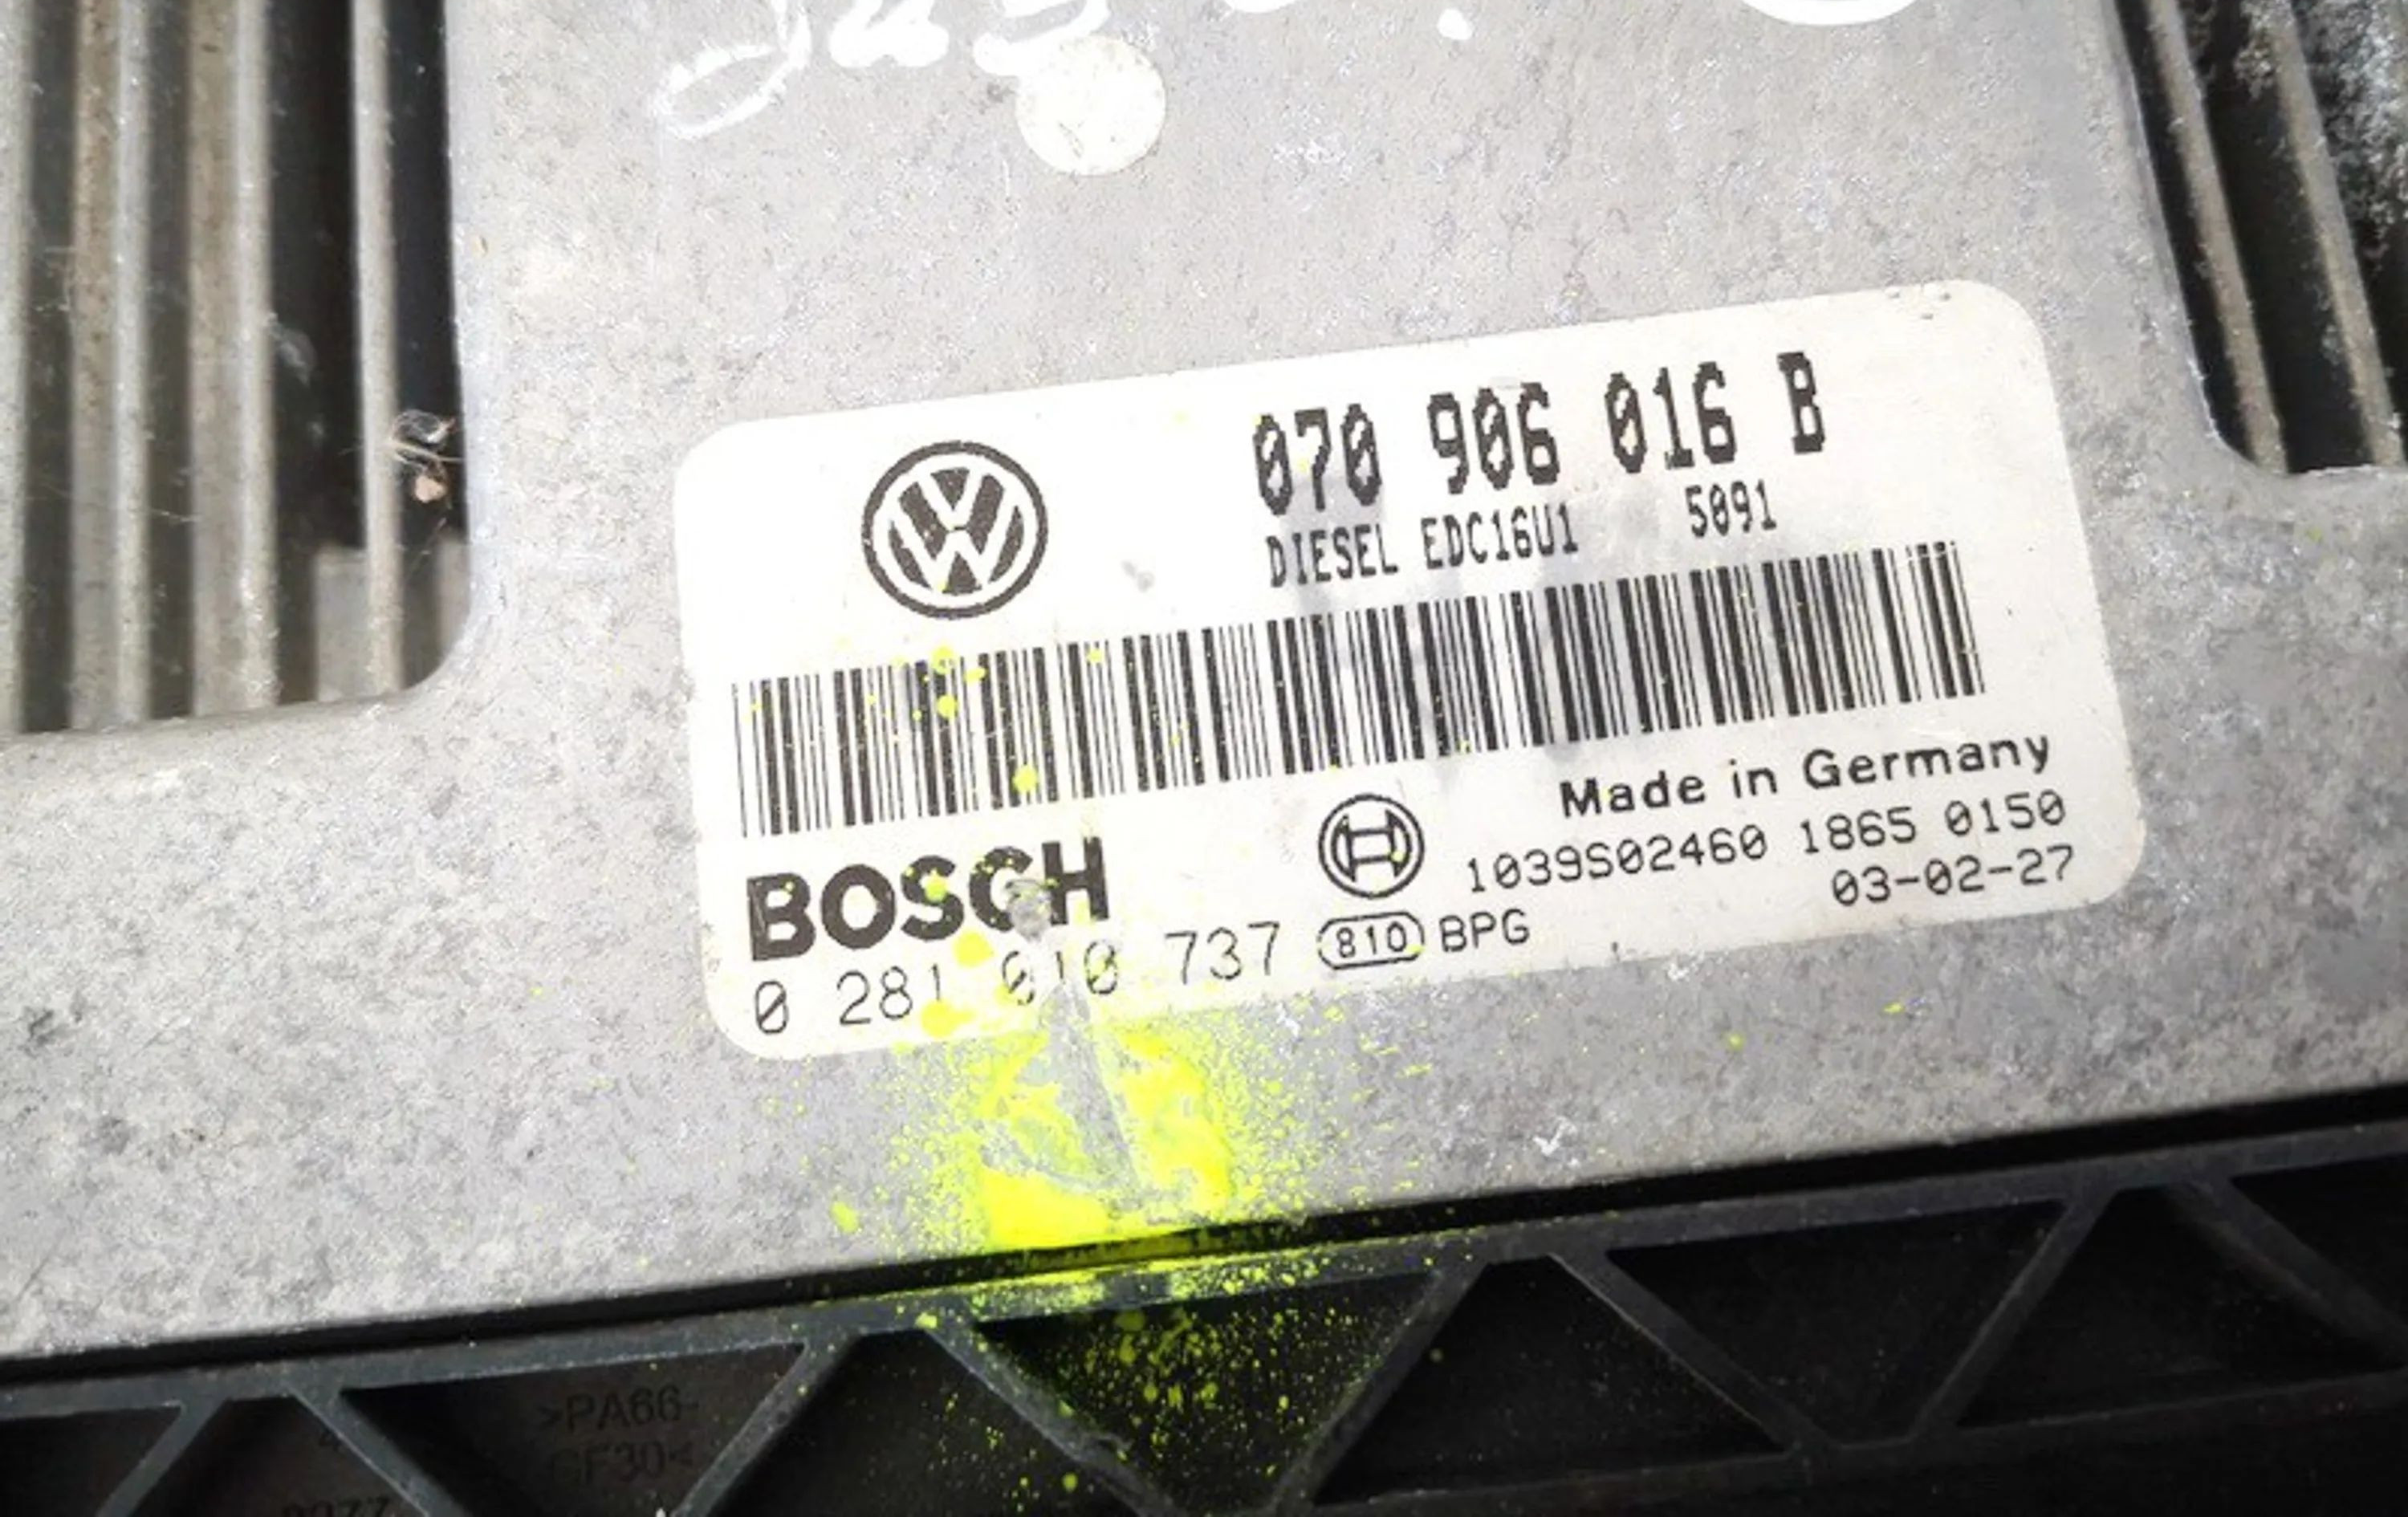 070 906 016 B
DIESEL EDC16U1 5091
Made in Germany
BOSCH
1039S02460 1865 0150
03-02-27
0 281 010 737 810 BPG
>PA66-
GF30<